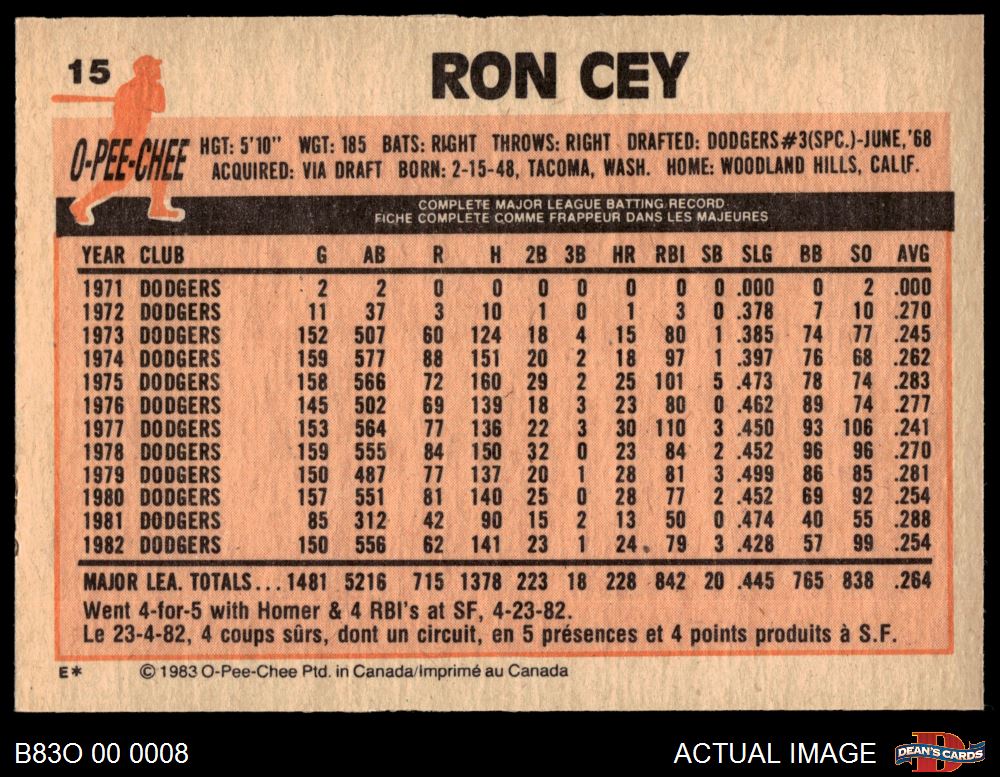 15
RON CEY
O-PEE-CHEE
HGT: 5'10" WGT: 185 BATS: RIGHT THROWS: RIGHT DRAFTED: DODGERS #3(SPC.)-JUNE,'68
ACQUIRED: VIA DRAFT BORN: 2-15-48, TACOMA, WASH. HOME: WOODLAND HILLS, CALIF.
COMPLETE MAJOR LEAGUE BATTING RECORD
FICHE COMPLETE COMME FRAPPEUR DANS LES MAJEURES
YEAR CLUB G AB R H 2B 3B HR RBI SB SLG BB SO AVG
1971 DODGERS 2 2 0 0 0 0 0 0 0 .000 0 2 .000
1972 DODGERS 11 37 3 10 1 0 1 3 0 .378 7 10 .270
1973 DODGERS 152 507 60 124 18 4 15 80 1 .385 74 77 .245
1974 DODGERS 159 577 88 151 20 2 18 97 1 .397 76 68 .262
1975 DODGERS 158 566 72 160 29 2 25 101 5 .473 78 74 .283
1976 DODGERS 145 502 69 139 18 3 23 80 0 .462 89 74 .277
1977 DODGERS 153 564 77 136 22 3 30 110 3 .450 93 106 .241
1978 DODGERS 159 555 84 150 32 0 23 84 2 .452 96 96 .270
1979 DODGERS 150 487 77 137 20 1 28 81 3 .499 86 85 .281
1980 DODGERS 157 551 81 140 25 0 28 77 2 .452 69 92 .254
1981 DODGERS 85 312 42 90 15 2 13 50 0 .474 40 55 .288
1982 DODGERS 150 556 62 141 23 1 24 79 3 .428 57 99 .254
MAJOR LEA. TOTALS... 1481 5216 715 1378 223 18 228 842 20 .445 765 838 .264
Went 4-for-5 with Homer & 4 RBI's at SF, 4-23-82.
Le 23-4-82, 4 coups sûrs, dont un circuit, en 5 présences et 4 points produits à S.F.
E* © 1983 O-Pee-Chee Ptd. in Canada/Imprimé au Canada
B83O 00 0008
ACTUAL IMAGE
D
DEAN'S CARDS